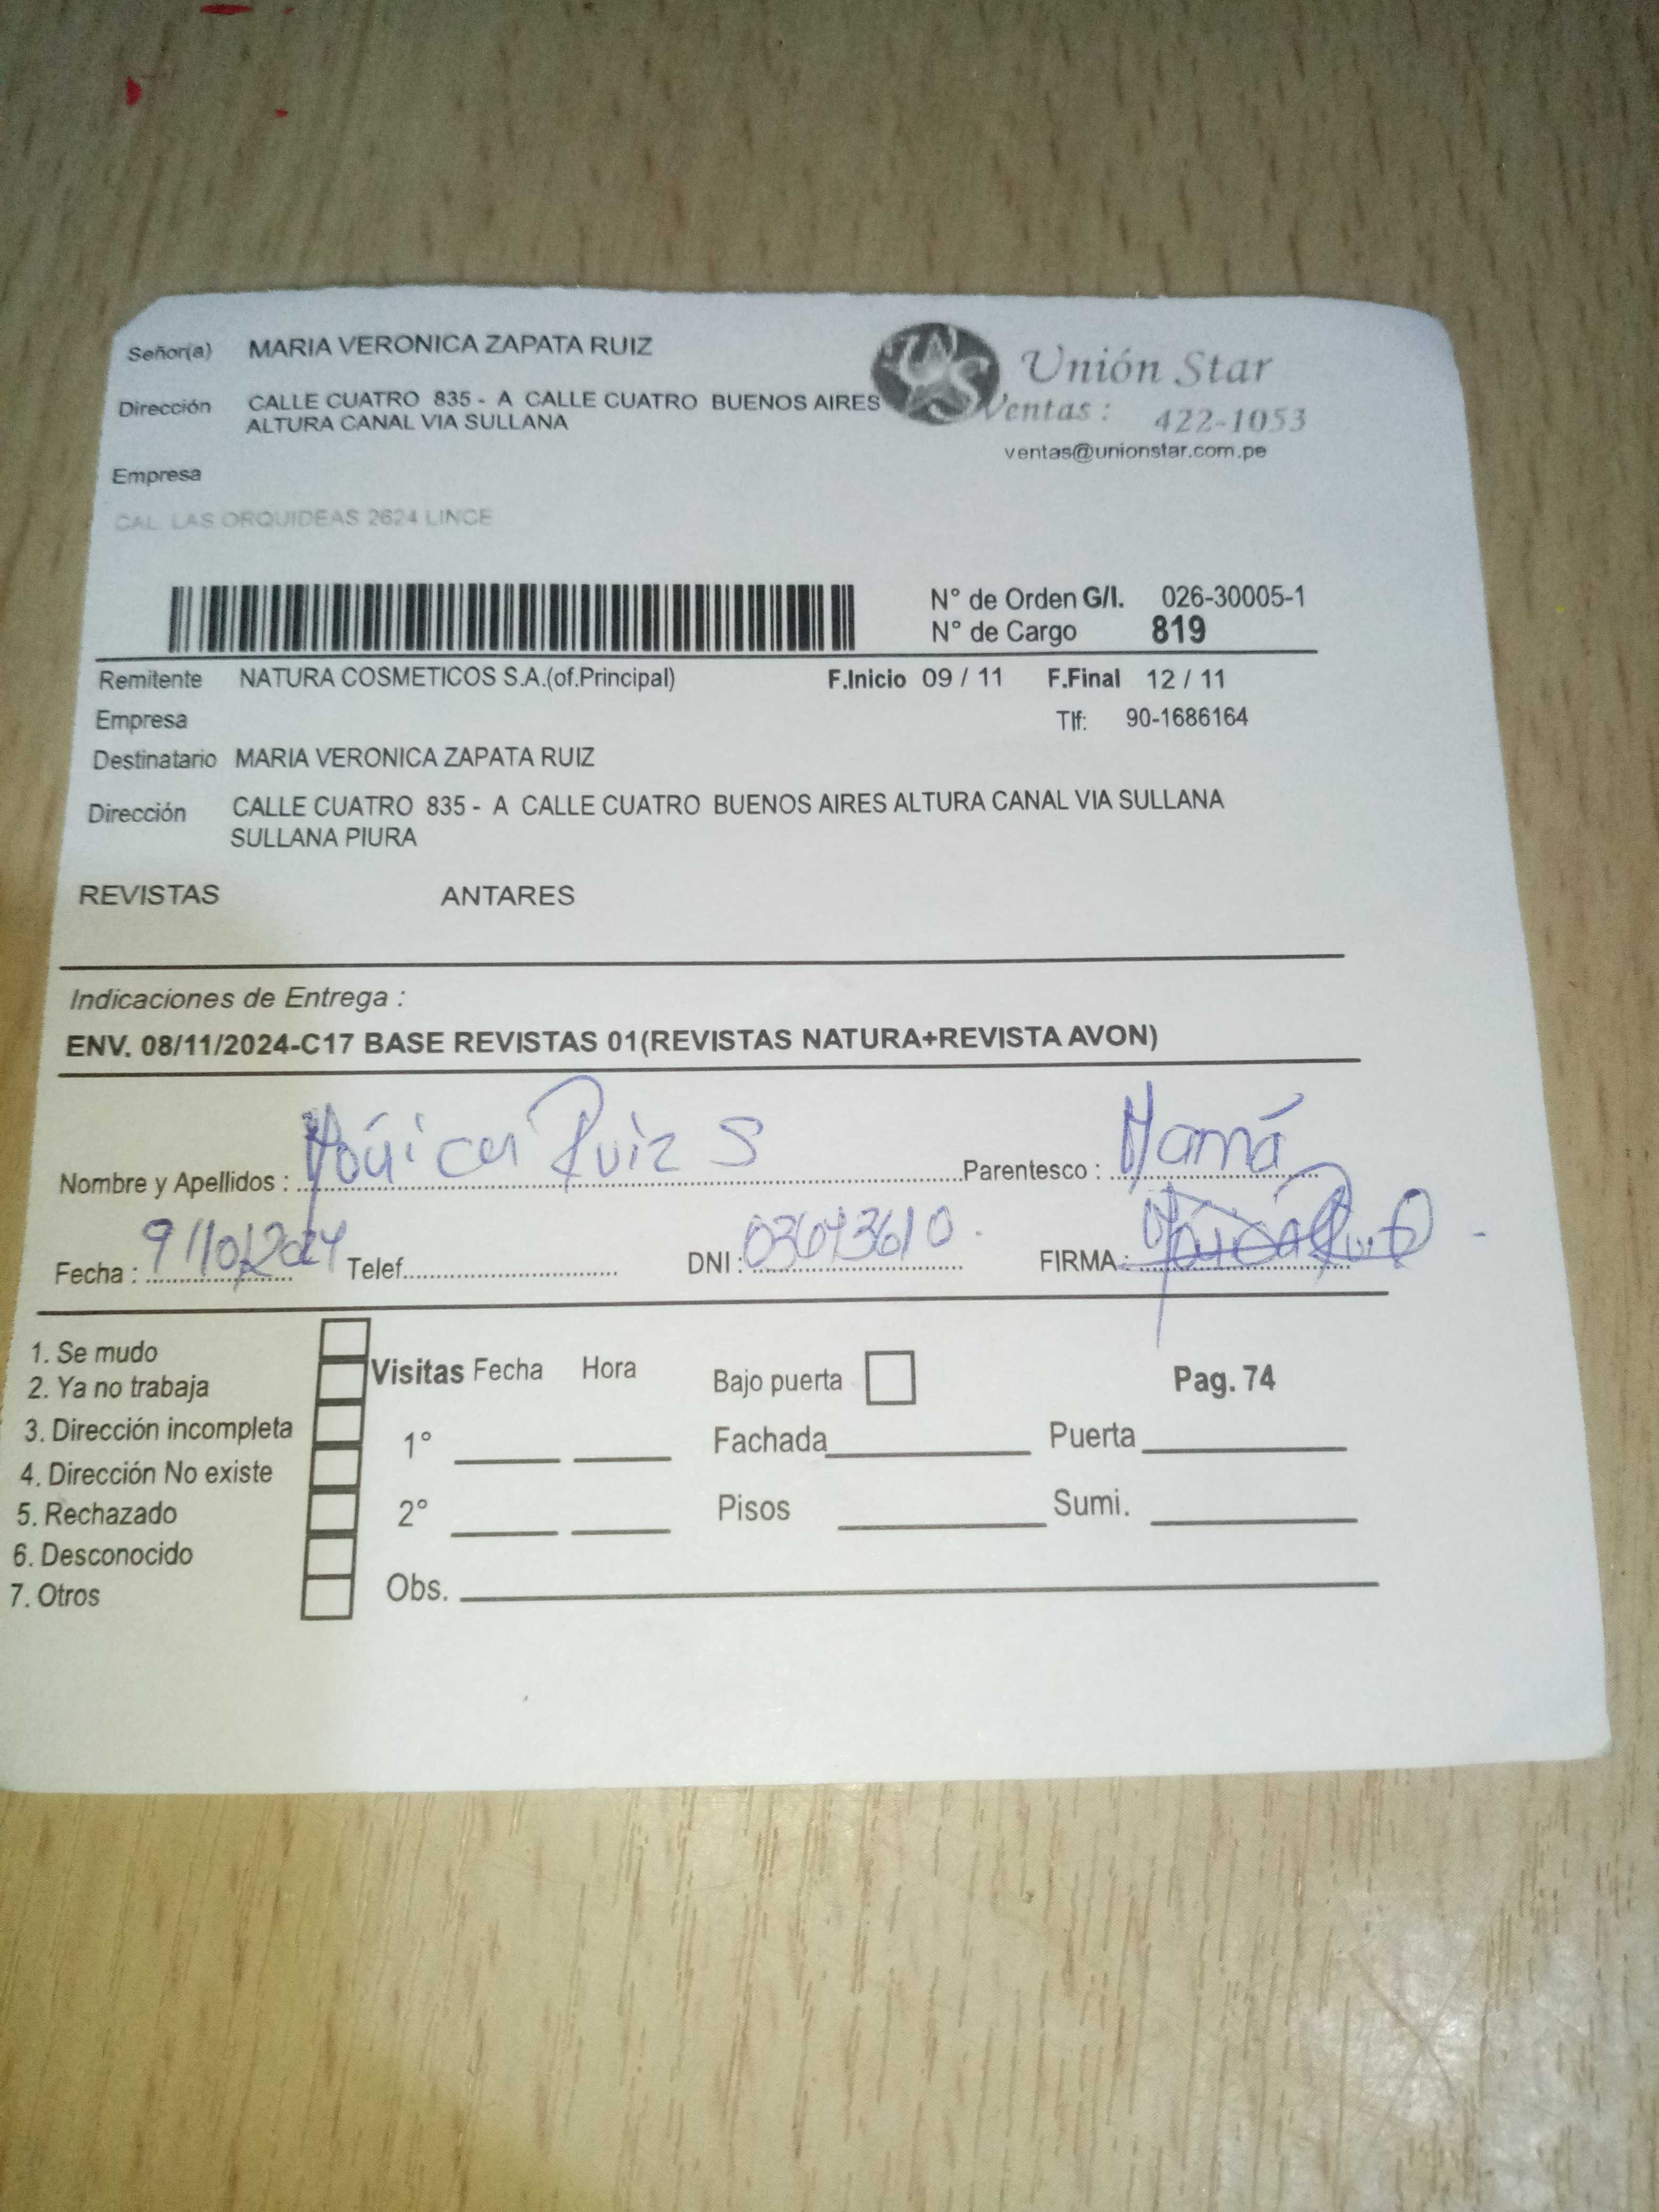 Señor(a) MARIA VERONICA ZAPATA RUIZ
Unión Star
Dirección CALLE CUATRO 835 - A CALLE CUATRO BUENOS AIRES
ALTURA CANAL VIA SULLANA
Ventas : 422-1053
ventas@unionstar.com.pe
Empresa
CAL. LAS ORQUIDEAS 2624 LINCE
N° de Orden G/I. 026-30005-1
N° de Cargo 819
Remitente NATURA COSMETICOS S.A.(of.Principal) F.Inicio 09 / 11 F.Final 12 / 11
Empresa Tlf: 90-1686164
Destinatario MARIA VERONICA ZAPATA RUIZ
Dirección CALLE CUATRO 835 - A CALLE CUATRO BUENOS AIRES ALTURA CANAL VIA SULLANA
SULLANA PIURA
REVISTAS ANTARES
Indicaciones de Entrega :
ENV. 08/11/2024-C17 BASE REVISTAS 01(REVISTAS NATURA+REVISTA AVON)
Nombre y Apellidos : Mónica Ruiz S Parentesco : Mamá
Fecha : 9/10/2024 Telef. DNI : FIRMA :
1. Se mudo
2. Ya no trabaja
3. Dirección incompleta
4. Dirección No existe
5. Rechazado
6. Desconocido
7. Otros
Visitas Fecha Hora Bajo puerta Pag. 74
1° Fachada Puerta
2° Pisos Sumi.
Obs.